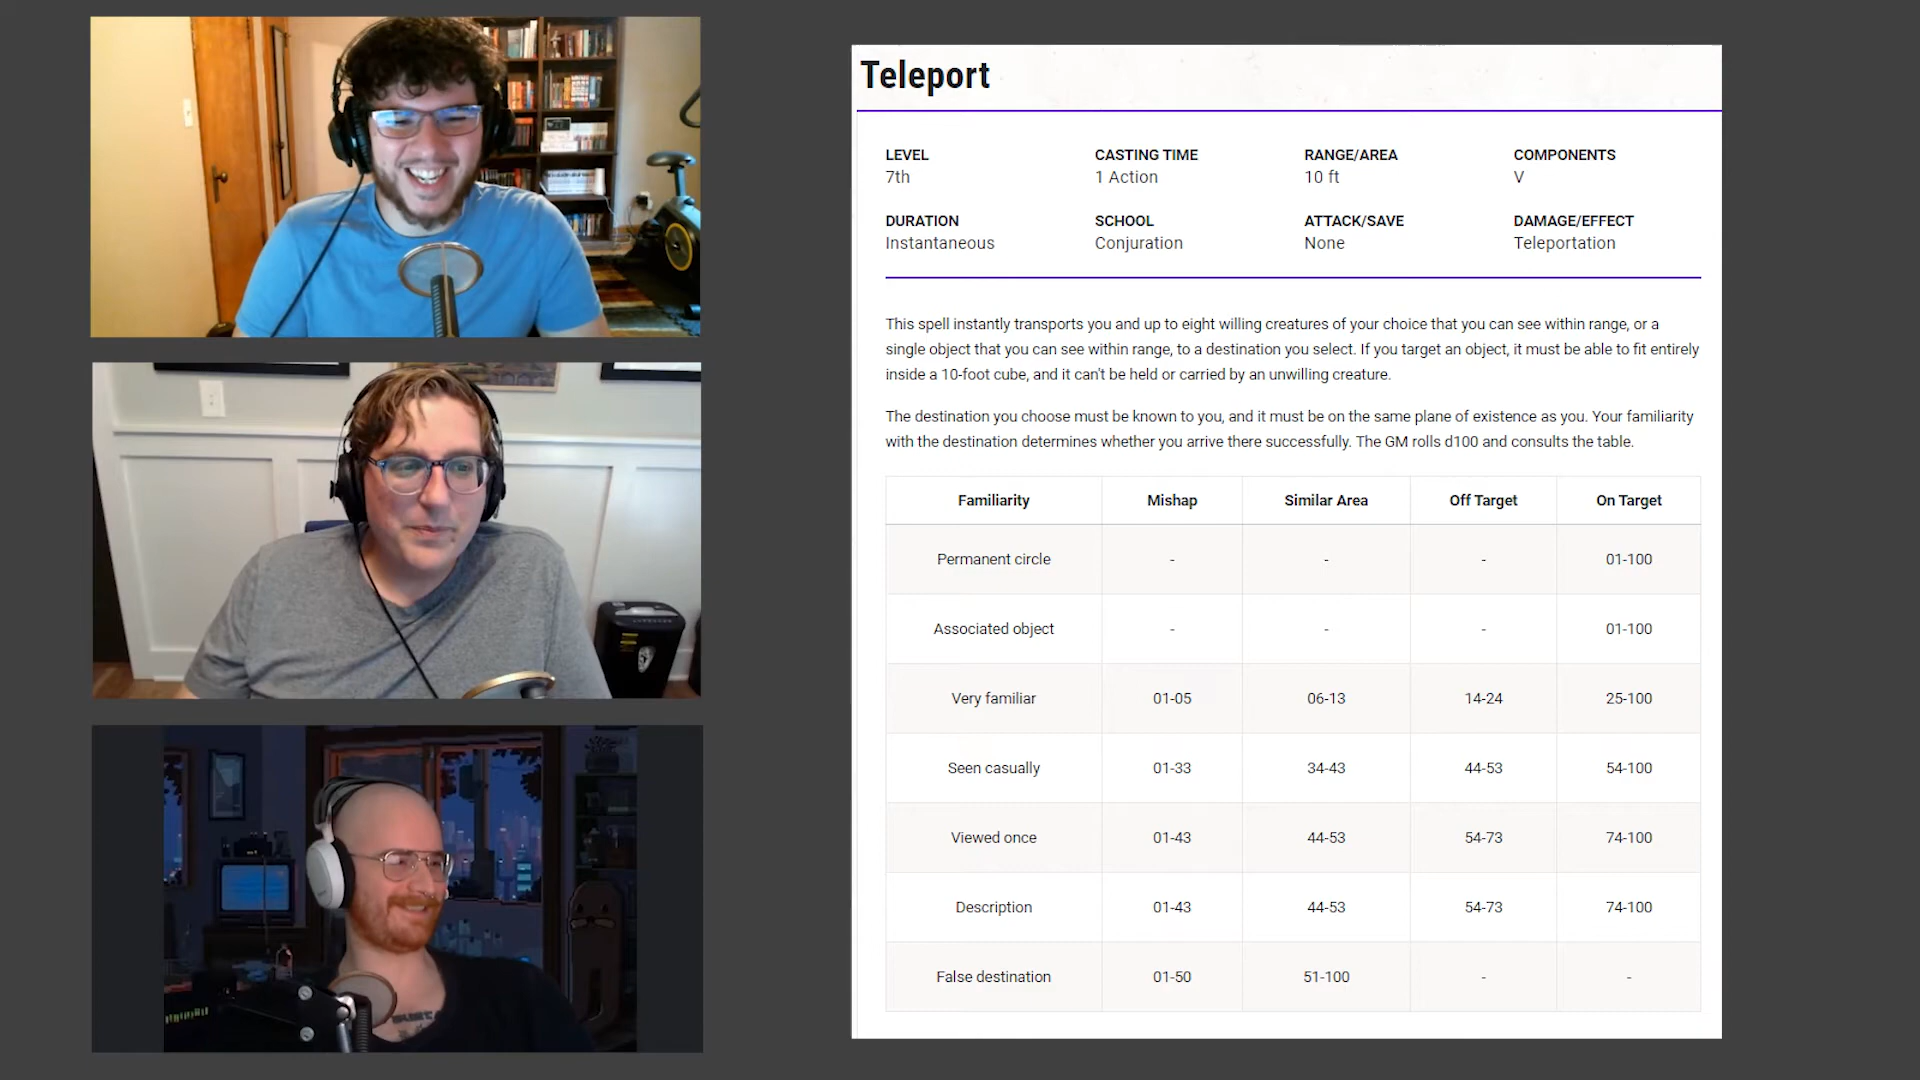 Teleport
LEVEL CASTING TIME RANGE/AREA COMPONENTS
7th 1 Action 10 ft V
DURATION SCHOOL ATTACK/SAVE DAMAGE/EFFECT
Instantaneous Conjuration None Teleportation
This spell instantly transports you and up to eight willing creatures of your choice that you can see within range, or a
single object that you can see within range, to a destination you select. If you target an object, it must be able to fit entirely
inside a 10-foot cube, and it can't be held or carried by an unwilling creature.
The destination you choose must be known to you, and it must be on the same plane of existence as you. Your familiarity
with the destination determines whether you arrive there successfully. The GM rolls d100 and consults the table.
Familiarity Mishap Similar Area Off Target On Target
Permanent circle - - - 01-100
Associated object - - - 01-100
Very familiar 01-05 06-13 14-24 25-100
Seen casually 01-33 34-43 44-53 54-100
Viewed once 01-43 44-53 54-73 74-100
Description 01-43 44-53 54-73 74-100
False destination 01-50 51-100 - -